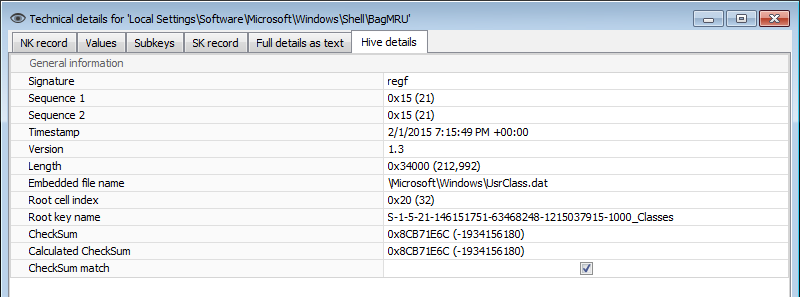 Technical details for 'Local Settings\Software\Microsoft\Windows\Shell\BagMRU'
NK record Values Subkeys SK record Full details as text Hive details
General information
Signature regf
Sequence 1 0x15 (21)
Sequence 2 0x15 (21)
Timestamp 2/1/2015 7:15:49 PM +00:00
Version 1.3
Length 0x34000 (212,992)
Embedded file name \Microsoft\Windows\UsrClass.dat
Root cell index 0x20 (32)
Root key name S-1-5-21-146151751-63468248-1215037915-1000_Classes
CheckSum 0x8CB71E6C (-1934156180)
Calculated CheckSum 0x8CB71E6C (-1934156180)
CheckSum match